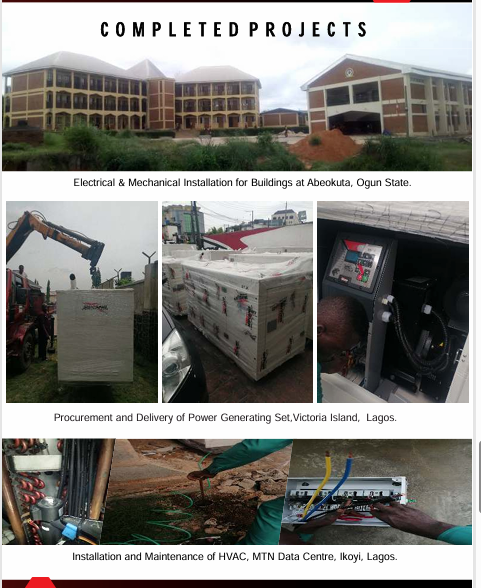 COMPLETED PROJECTS
Electrical & Mechanical Installation for Buildings at Abeokuta, Ogun State.
Procurement and Delivery of Power Generating Set,Victoria Island, Lagos.
Installation and Maintenance of HVAC, MTN Data Centre, Ikoyi, Lagos.